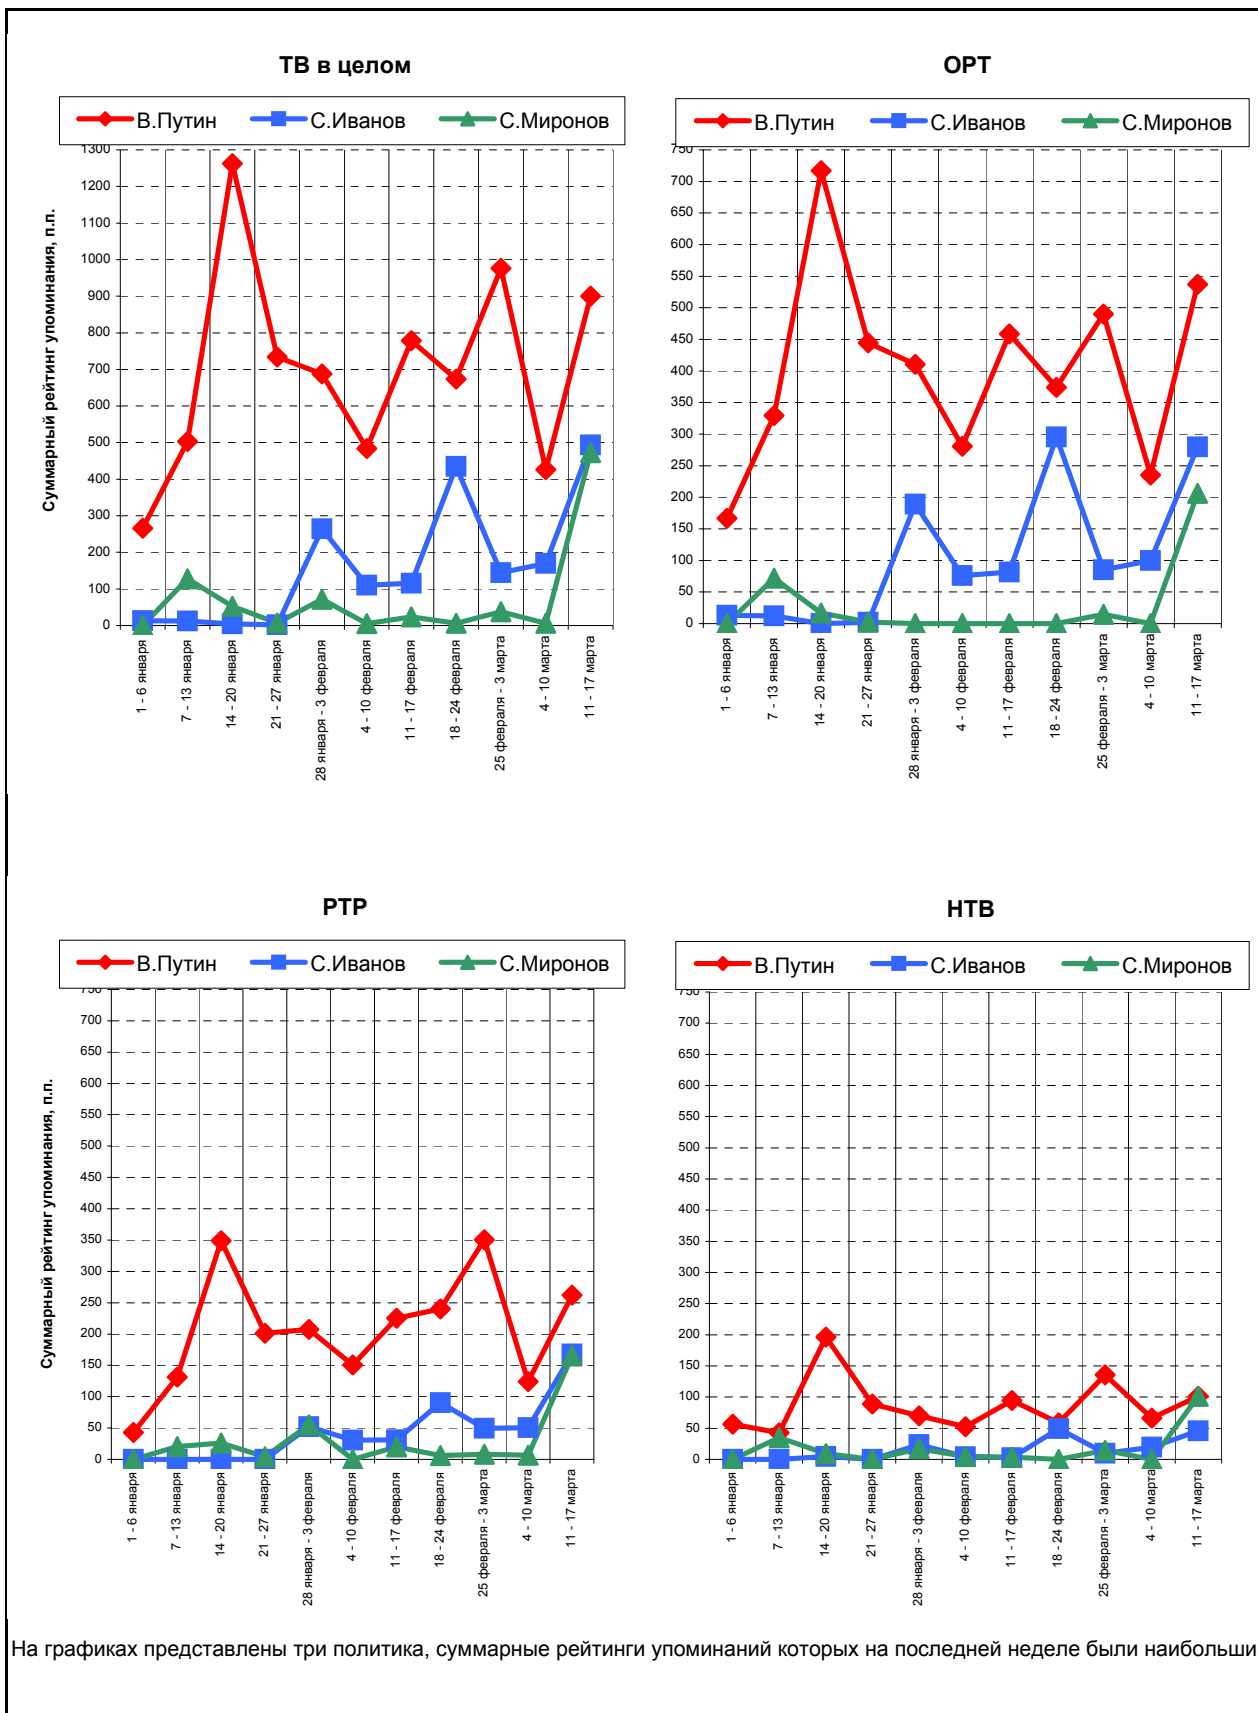 ТВ в целом
В.Путин С.Иванов С.Миронов
Суммарный рейтинг упоминания, п.п.
1300
1200
1100
1000
900
800
700
600
500
400
300
200
100
0
1 - 6 января
7 - 13 января
14 - 20 января
21 - 27 января
28 января - 3 февраля
4 - 10 февраля
11 - 17 февраля
18 - 24 февраля
25 февраля - 3 марта
4 - 10 марта
11 - 17 марта
ОРТ
В.Путин С.Иванов С.Миронов
750
700
650
600
550
500
450
400
350
300
250
200
150
100
50
0
1 - 6 января
7 - 13 января
14 - 20 января
21 - 27 января
28 января - 3 февраля
4 - 10 февраля
11 - 17 февраля
18 - 24 февраля
25 февраля - 3 марта
4 - 10 марта
11 - 17 марта
РТР
В.Путин С.Иванов С.Миронов
Суммарный рейтинг упоминания, п.п.
750
700
650
600
550
500
450
400
350
300
250
200
150
100
50
0
1 - 6 января
7 - 13 января
14 - 20 января
21 - 27 января
28 января - 3 февраля
4 - 10 февраля
11 - 17 февраля
18 - 24 февраля
25 февраля - 3 марта
4 - 10 марта
11 - 17 марта
НТВ
В.Путин С.Иванов С.Миронов
750
700
650
600
550
500
450
400
350
300
250
200
150
100
50
0
1 - 6 января
7 - 13 января
14 - 20 января
21 - 27 января
28 января - 3 февраля
4 - 10 февраля
11 - 17 февраля
18 - 24 февраля
25 февраля - 3 марта
4 - 10 марта
11 - 17 марта
На графиках представлены три политика, суммарные рейтинги упоминаний которых на последней неделе были наибольши